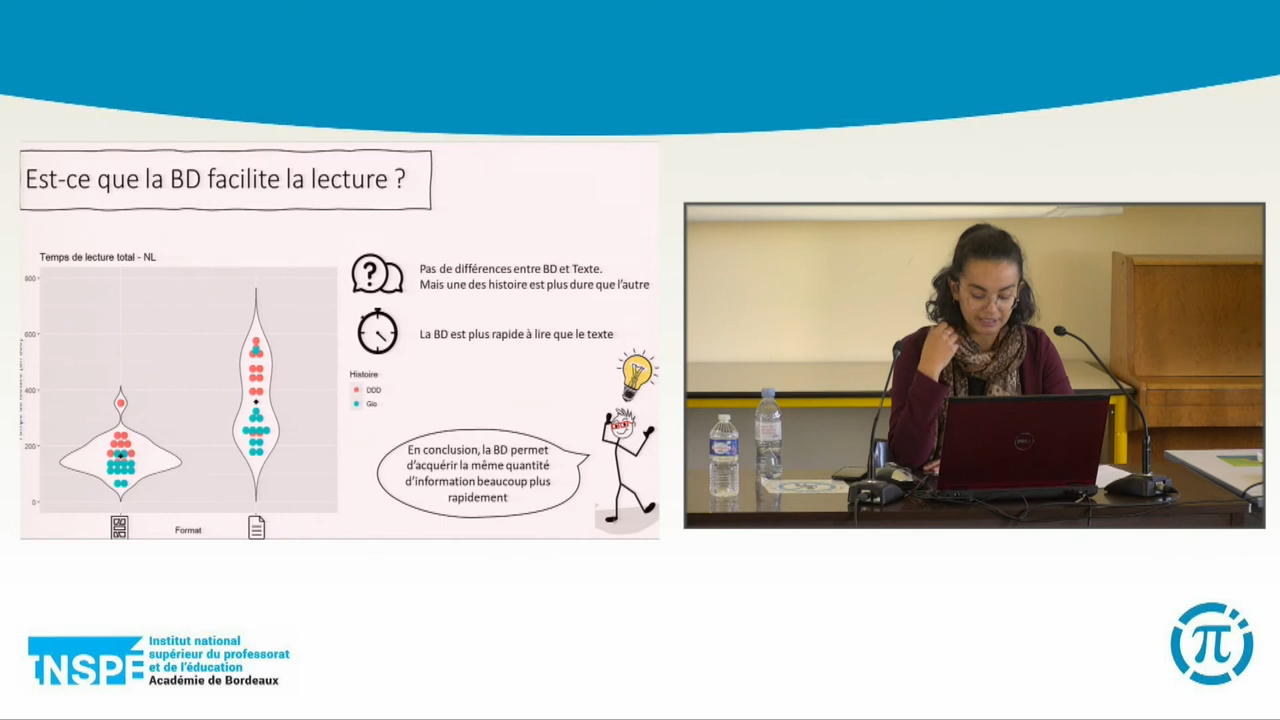 Est-ce que la BD facilite la lecture ?
Temps de lecture total - NL
800
600
400
200
0
Format
Pas de différences entre BD et Texte.
Mais une des histoire est plus dure que l'autre
La BD est plus rapide à lire que le texte
Histoire
DDD
Gio
En conclusion, la BD permet
d'acquérir la même quantité
d'information beaucoup plus
rapidement
DELL
INSPÉ
Institut national
supérieur du professorat
et de l'éducation
Académie de Bordeaux
π